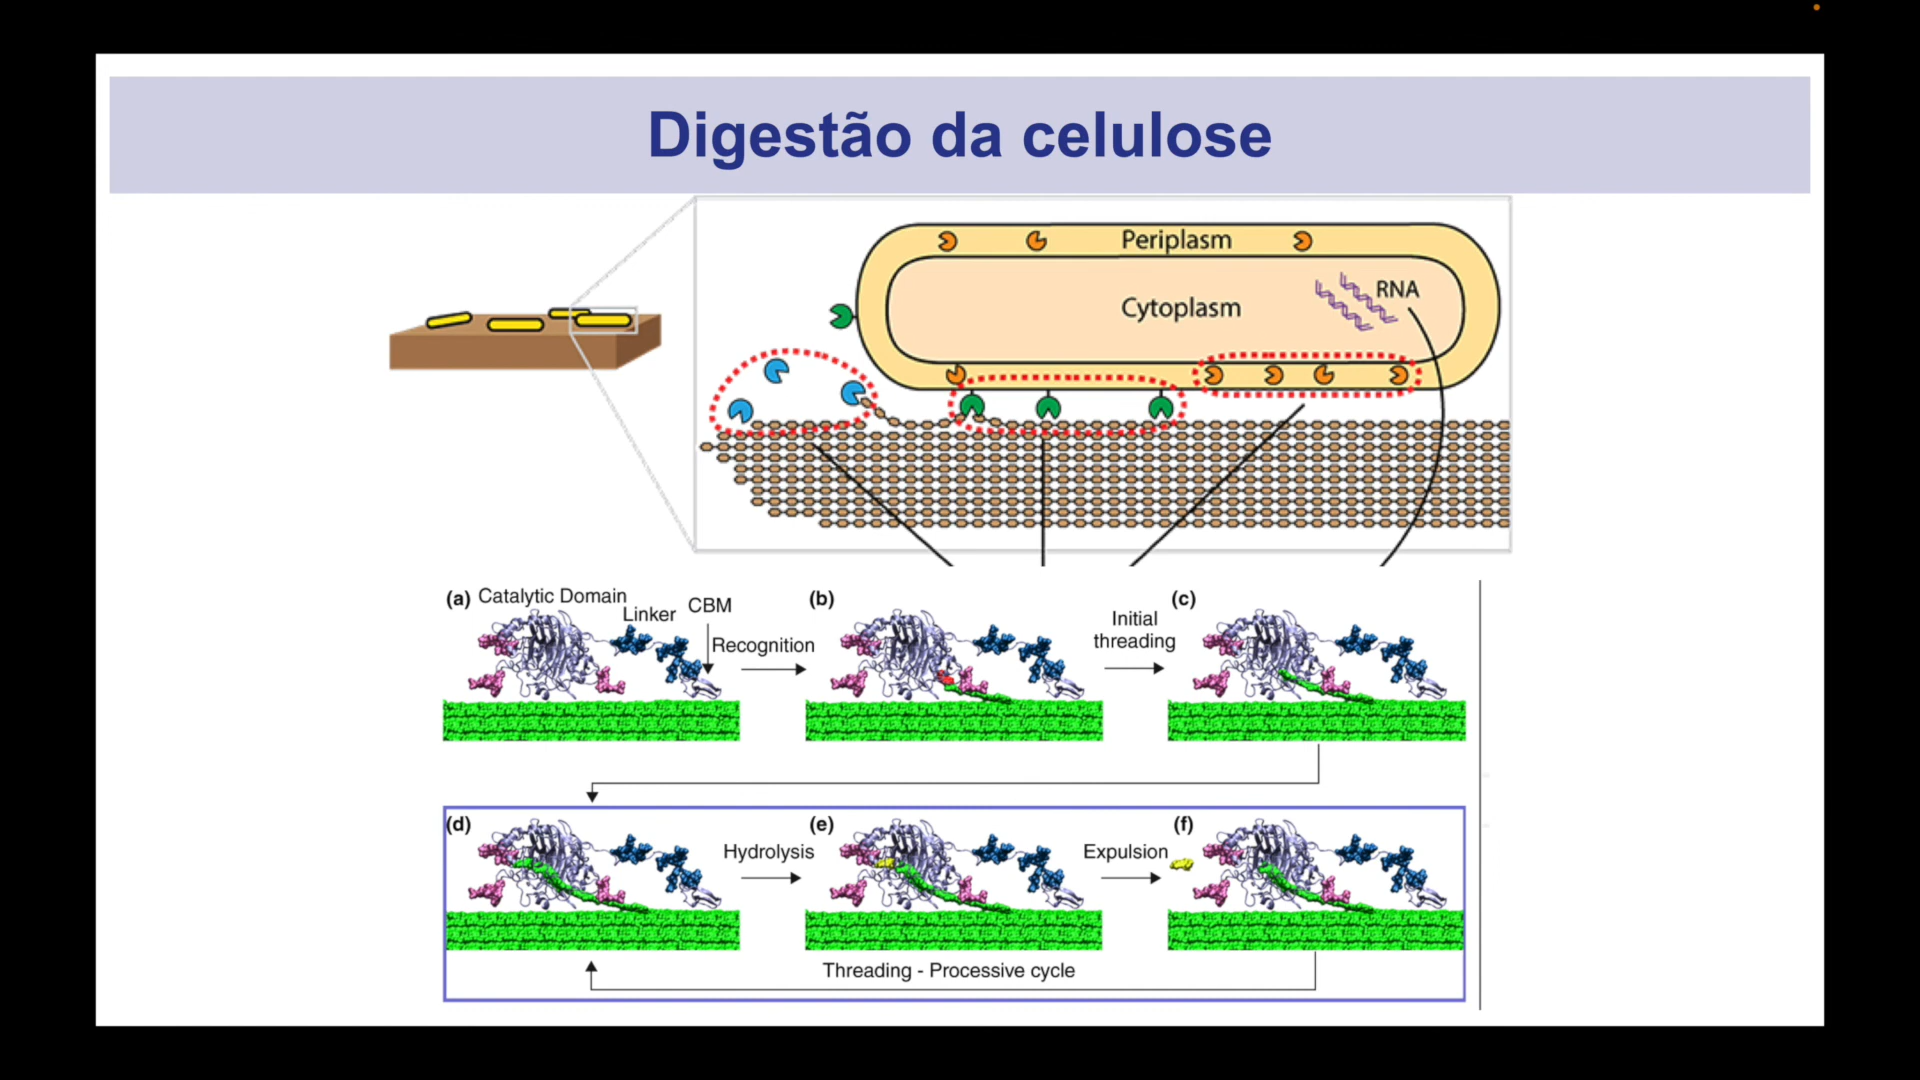 Digestão da celulose
Periplasm
Cytoplasm
RNA
(a) Catalytic Domain
Linker
CBM
Recognition
(b)
Initial
threading
(c)
(d)
Hydrolysis
(e)
Expulsion
(f)
Threading - Processive cycle